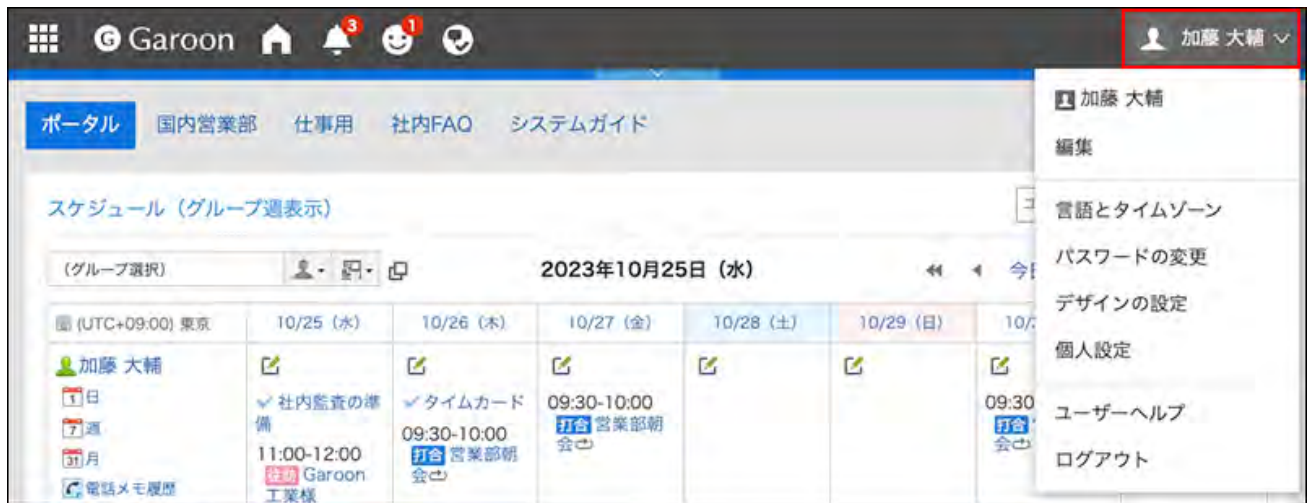 Garoon 3 1 加藤 大輔
加藤 大輔
編集
言語とタイムゾーン
パスワードの変更
デザインの設定
個人設定
ユーザーヘルプ
ログアウト
ポータル 国内営業部 仕事用 社内FAQ システムガイド
スケジュール（グループ週表示）
(グループ選択) 2023年10月25日（水）
(UTC+09:00) 東京 10/25（水） 10/26（木） 10/27（金） 10/28（土） 10/29（日） 10/
加藤 大輔
1 日
7 週
31 月
電話メモ履歴
社内監査の準
備
11:00-12:00
往訪 Garoon
工業様
タイムカード
09:30-10:00
打合 営業部朝
会
09:30-10:00
打合 営業部朝
会
09:30
打合
会